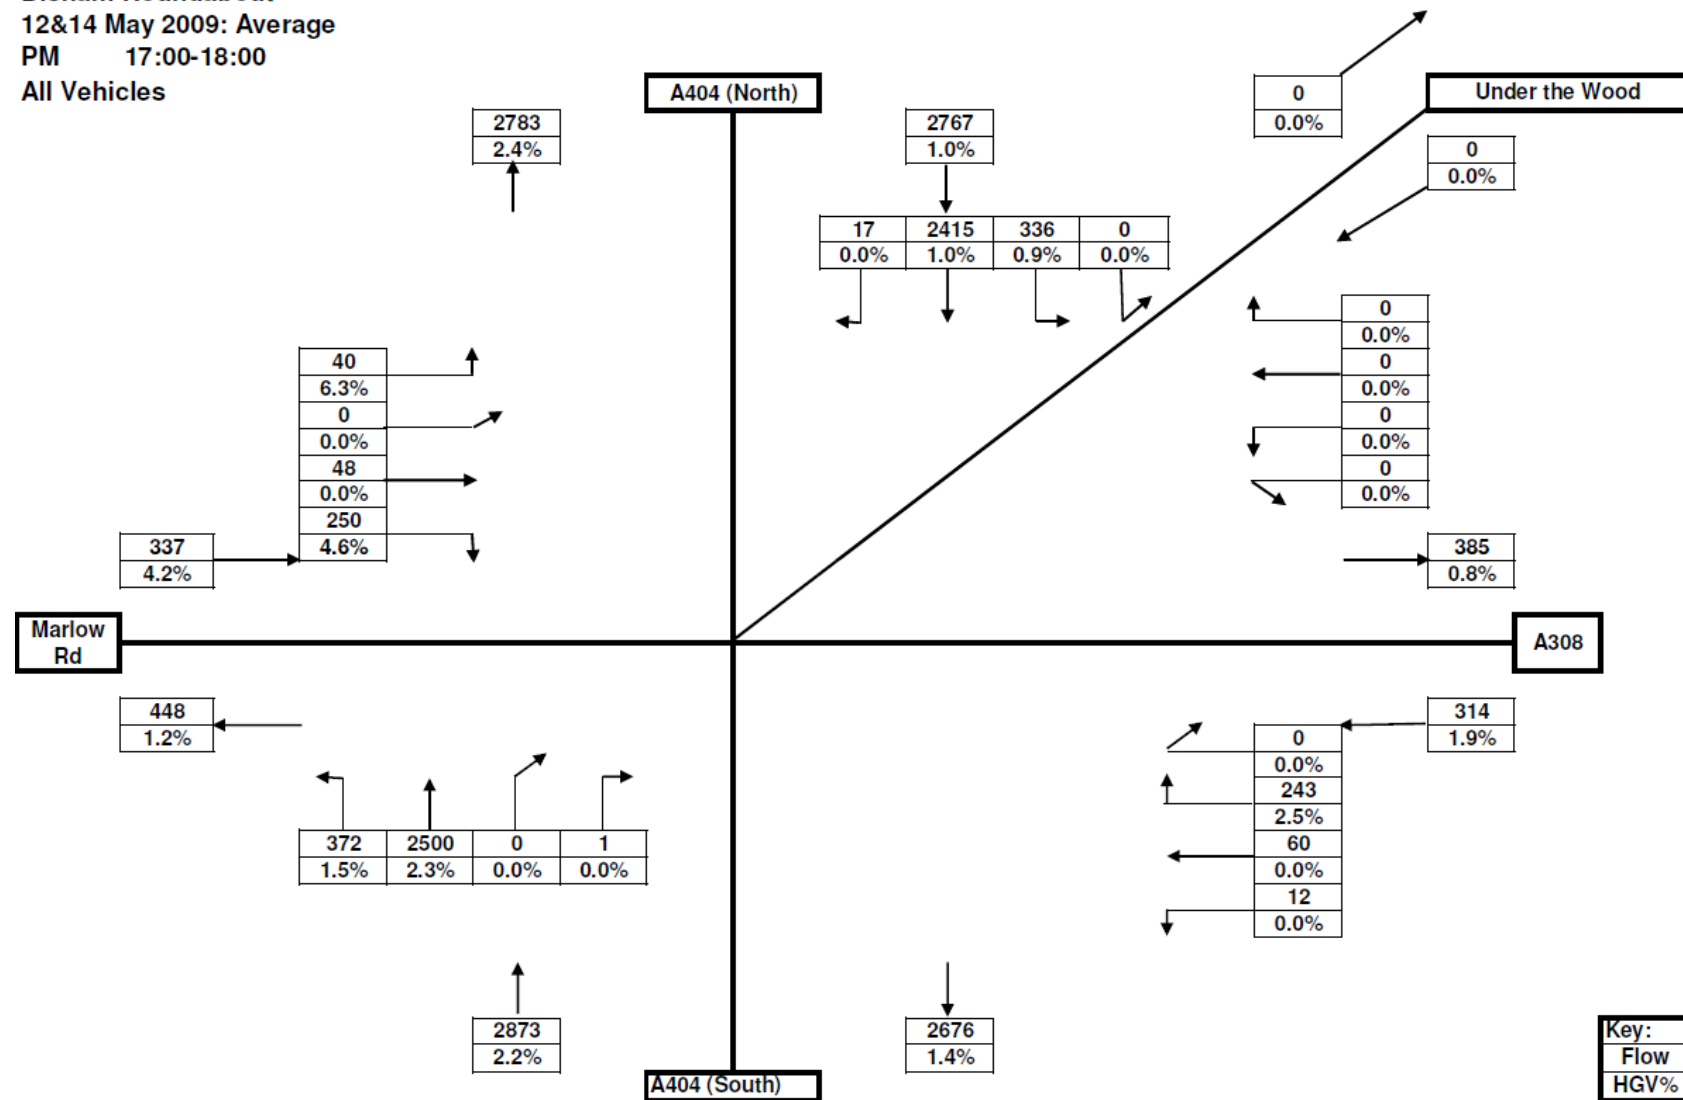 12&14 May 2009: Average
PM 17:00-18:00
All Vehicles
A404 (North)
Under the Wood
0
0.0%
2783
2.4%
2767
1.0%
0
0.0%
17 2415 336 0
0.0% 1.0% 0.9% 0.0%
0
0.0%
0
0.0%
0
0.0%
0
0.0%
40
6.3%
0
0.0%
48
0.0%
250
4.6%
337
4.2%
385
0.8%
Marlow
Rd
A308
448
1.2%
314
1.9%
0
0.0%
243
2.5%
60
0.0%
12
0.0%
372 2500 0 1
1.5% 2.3% 0.0% 0.0%
2873
2.2%
2676
1.4%
A404 (South)
Key:
Flow
HGV%